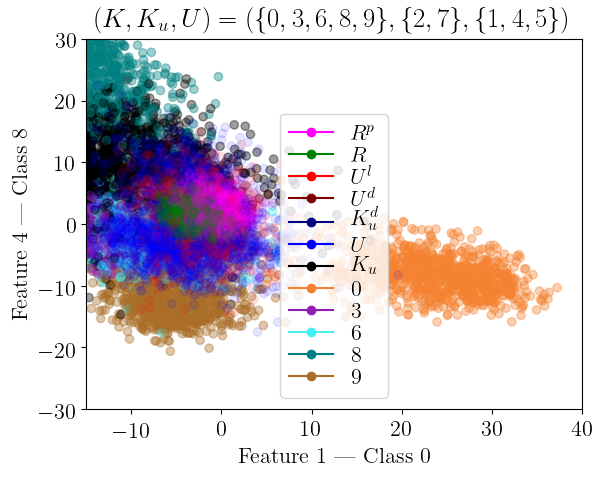 (K, K_u, U) = ({0, 3, 6, 8, 9}, {2, 7}, {1, 4, 5})
30
20
10
0
−10
−20
−30
Feature 4 — Class 8
R^p
R
U^l
U^d
K_u^d
U
K_u
0
3
6
8
9
−10
0
10
20
30
40
Feature 1 — Class 0